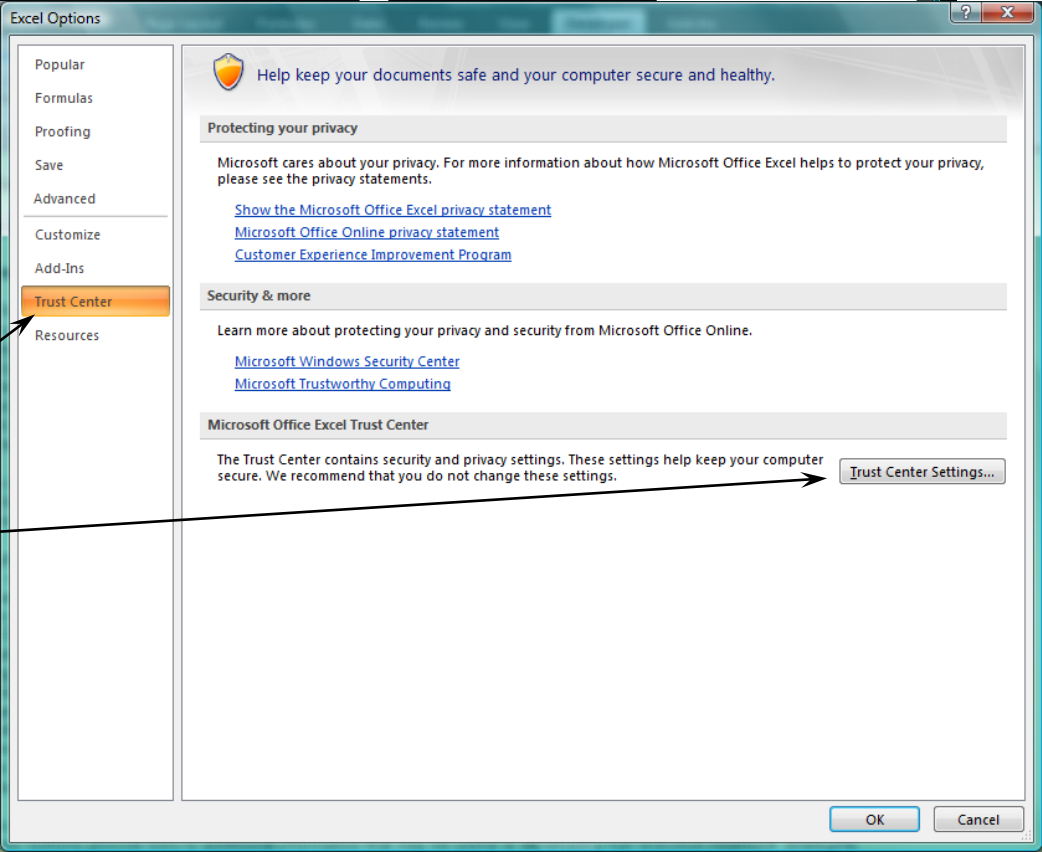 Excel Options
?
Popular
Formulas
Proofing
Save
Advanced
Customize
Add-Ins
Trust Center
Resources
Help keep your documents safe and your computer secure and healthy.
Protecting your privacy
Microsoft cares about your privacy. For more information about how Microsoft Office Excel helps to protect your privacy,
please see the privacy statements.
Show the Microsoft Office Excel privacy statement
Microsoft Office Online privacy statement
Customer Experience Improvement Program
Security & more
Learn more about protecting your privacy and security from Microsoft Office Online.
Microsoft Windows Security Center
Microsoft Trustworthy Computing
Microsoft Office Excel Trust Center
The Trust Center contains security and privacy settings. These settings help keep your computer
secure. We recommend that you do not change these settings.
Trust Center Settings...
OK
Cancel